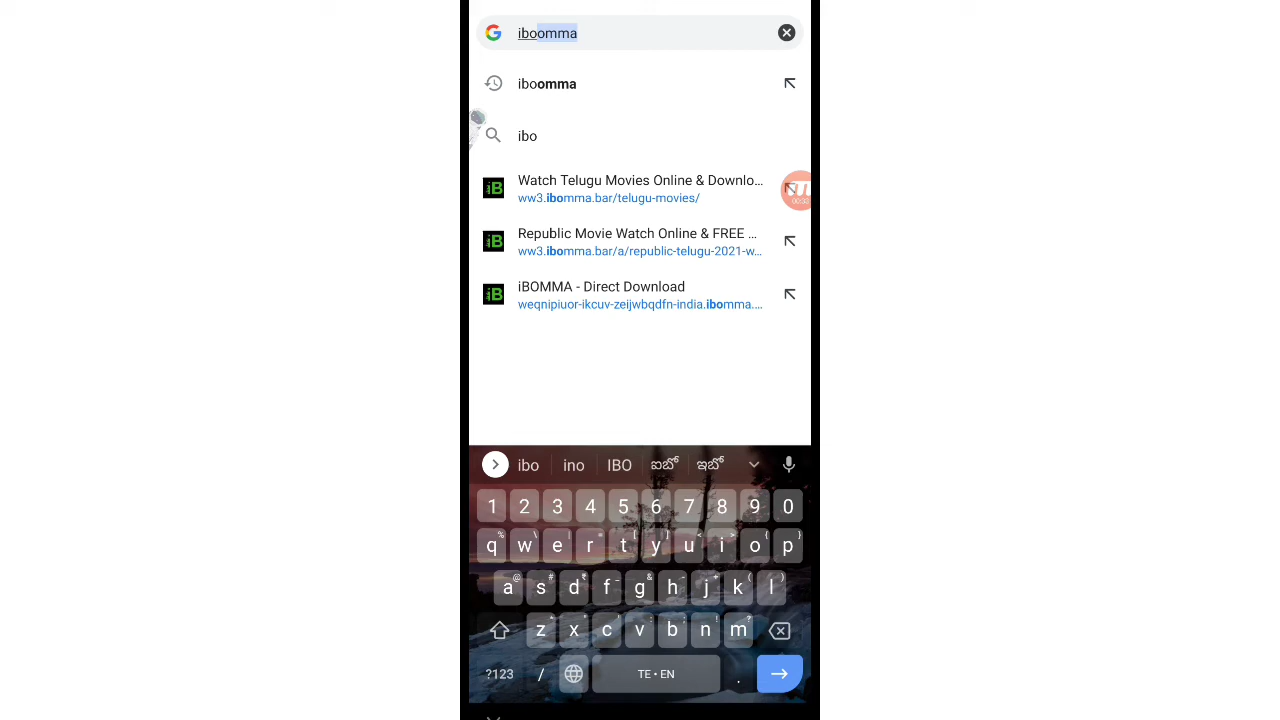 iboomma
iboomma
ibo
Watch Telugu Movies Online & Downlo...
ww3.ibomma.bar/telugu-movies/
00:33
Republic Movie Watch Online & FREE ...
ww3.ibomma.bar/a/republic-telugu-2021-w...
iBOMMA - Direct Download
weqnipiuor-ikcuv-zeijwbqdfn-india.ibomma....
ibo ino IBO ఐబో ఇబో
1 2 3 4 5 6 7 8 9 0
q w e r t y u i o p
a s d f g h j k l
z x c v b n m
?123 / TE • EN .